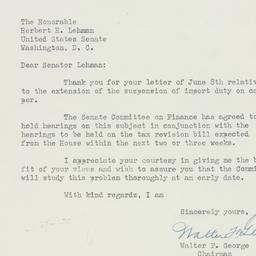 The Honorable
Herbert H. Lehman
United States Senate
Washington, D. C.
Dear Senator Lehman:
Thank you for your letter of June 8th relativ
to the extension of the suspension of import duty on co
per.
The Senate Committee on Finance has agreed to
hold hearings on this subject in conjunction with the
hearings to be held on the tax revision bill expected
from the House within the next two or three weeks.
I appreciate your courtesy in giving me the b
fit of your views and wish to assure you that the Commi
will study this problem thoroughly at an early date.
With kind regards, I am
Sincerely yours,
Walter F. Ge
Walter F. George
Chairman